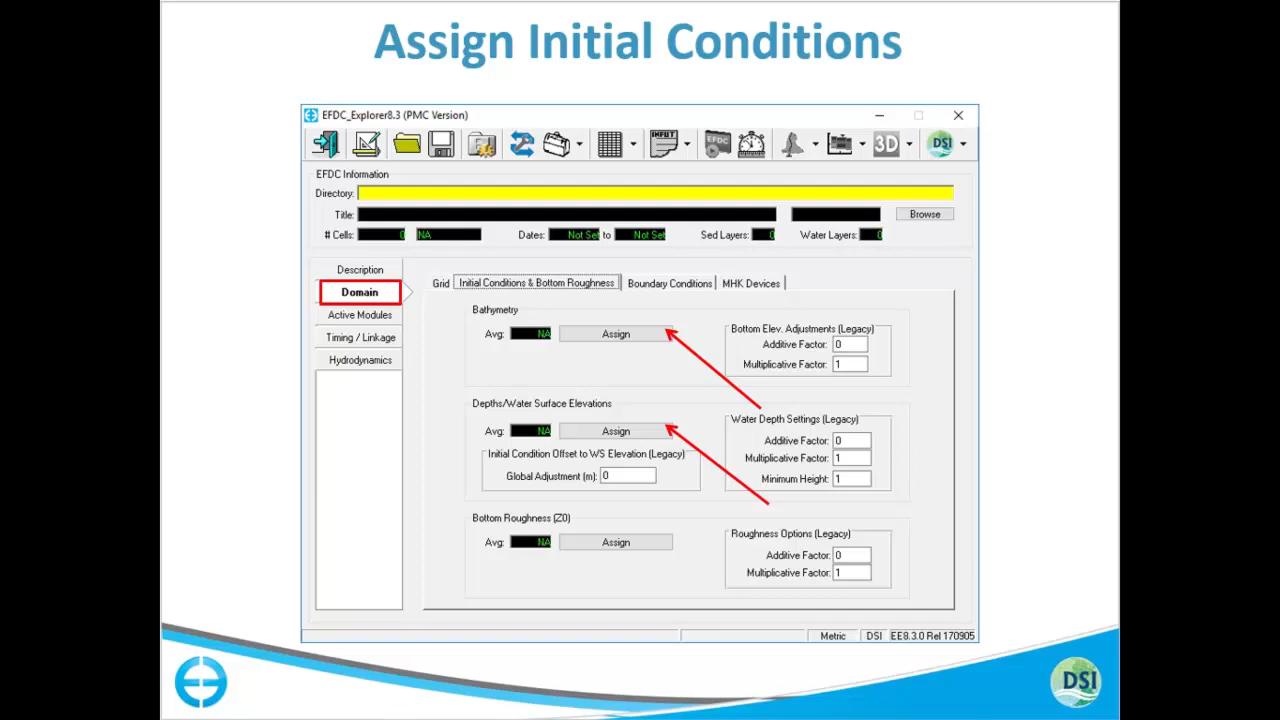 Assign Initial Conditions
EFDC_Explorer8.3 (PMC Version)
INPUT
EFDC
3D
DSI
EFDC Information
Directory:
Title:
Browse
# Cells: 0 NA Dates: Not Set to Not Set Sed Layers: 0 Water Layers: 0
Description
Domain
Active Modules
Timing / Linkage
Hydrodynamics
Grid Initial Conditions & Bottom Roughness Boundary Conditions MHK Devices
Bathymetry
Avg: NA Assign
Bottom Elev. Adjustments (Legacy)
Additive Factor: 0
Multiplicative Factor: 1
Depths/Water Surface Elevations
Avg: NA Assign
Initial Condition Offset to WS Elevation (Legacy)
Global Adjustment (m): 0
Water Depth Settings (Legacy)
Additive Factor: 0
Multiplicative Factor: 1
Minimum Height: 1
Bottom Roughness (Z0)
Avg: NA Assign
Roughness Options (Legacy)
Additive Factor: 0
Multiplicative Factor: 1
Metric DSI EE8.3.0 Rel 170905
DSI